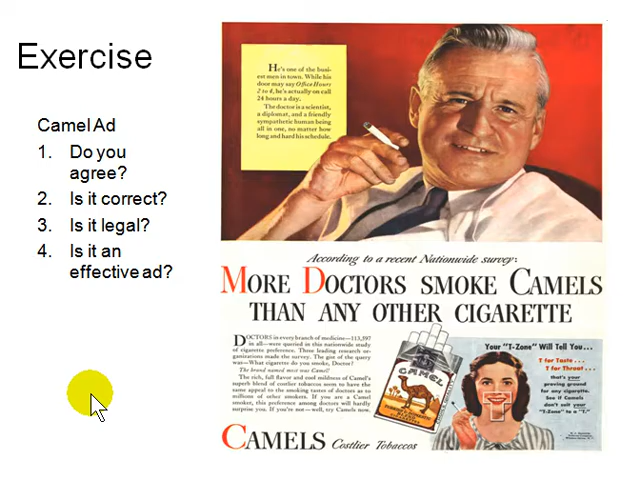 Exercise
Camel Ad
1. Do you
agree?
2. Is it correct?
3. Is it legal?
4. Is it an
effective ad?
He's one of the busi-
est men in town. While his
door may say Office Hours
2 to 4, he's actually on call
24 hours a day.
The doctor is a scientist,
a diplomat, and a friendly
sympathetic human being
all in one, no matter how
long and hard his schedule.
According to a recent Nationwide survey:
MORE DOCTORS SMOKE CAMELS
THAN ANY OTHER CIGARETTE
DOCTORS in every branch of medicine—113,597
in all—were queried in this nationwide study
of cigarette preference. Three leading research or-
ganizations made the survey. The gist of the query
was—What cigarette do you smoke, Doctor?
The brand named most was Camel!
The rich, full flavor and cool mildness of Camel's
superb blend of costlier tobaccos seem to have the
same appeal to the smoking tastes of doctors as to
millions of other smokers. If you are a Camel
smoker, this preference among doctors will hardly
surprise you. If you're not—well, try Camels now.
CAMELS Costlier Tobaccos
CAMEL
Your "T-Zone" Will Tell You...
T for Taste...
T for Throat...
that's your
proving ground
for any cigarette.
See if Camels
don't suit your
"T-Zone" to a "T."
T